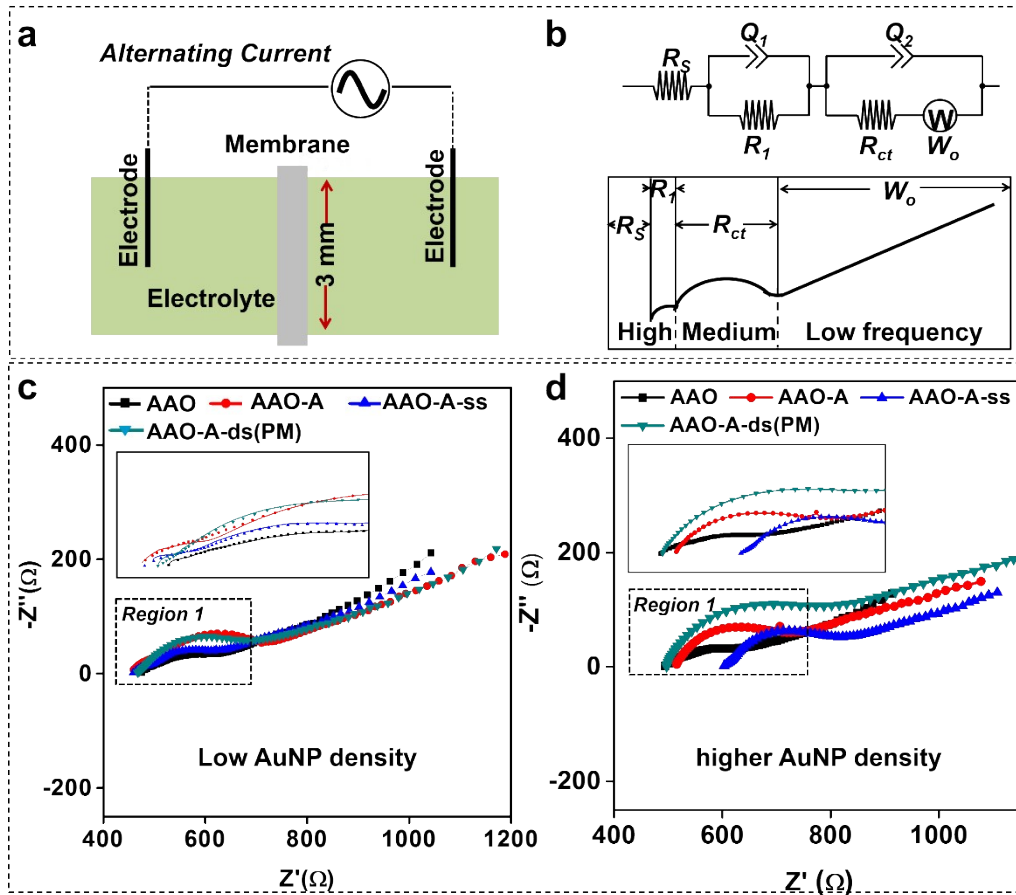 a
Alternating Current
Membrane
Electrode
Electrode
3 mm
Electrolyte
b
Q1
Q2
RS
R1
Rct
Wo
W
R1
Wo
RS
Rct
High
Medium
Low frequency
c
AAO
AAO-A
AAO-A-ss
AAO-A-ds(PM)
400
200
0
-200
-Z''(Ω)
Region 1
Low AuNP density
400
600
800
1000
1200
Z'(Ω)
d
AAO
AAO-A
AAO-A-ss
AAO-A-ds(PM)
400
200
0
-200
-Z'' (Ω)
Region 1
higher AuNP density
400
600
800
1000
Z' (Ω)